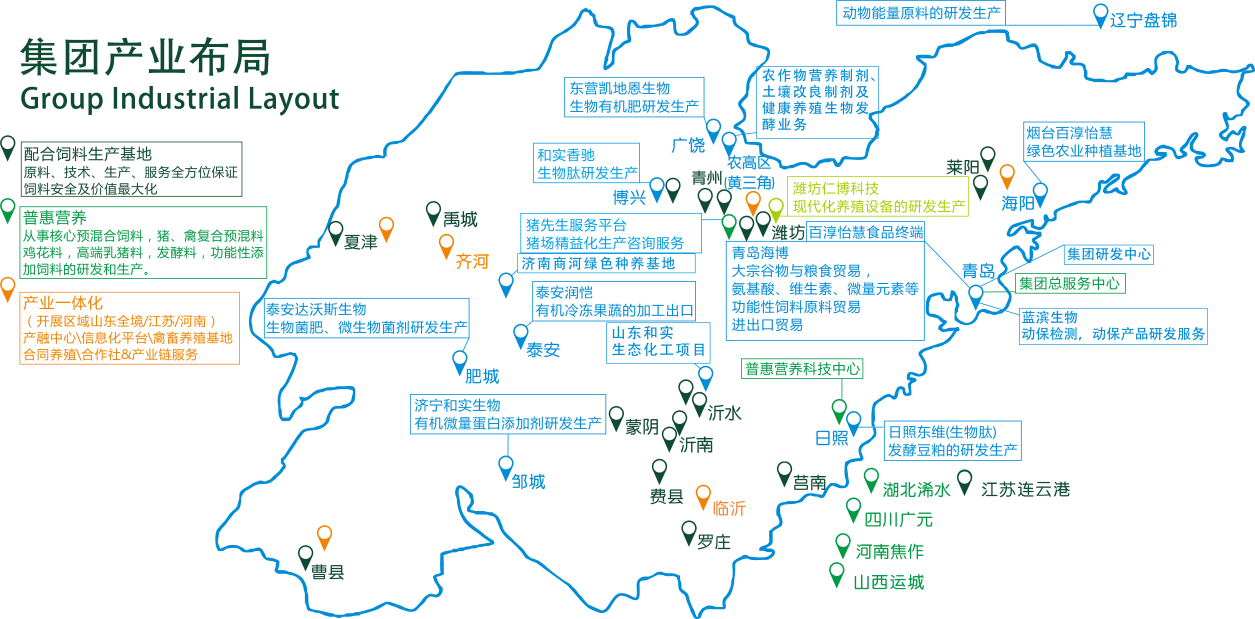 集团产业布局
Group Industrial Layout
配合饲料生产基地
原料、技术、生产、服务全方位保证
饲料安全及价值最大化
普惠营养
从事核心预混合饲料，猪、禽复合预混料
鸡花料，高端乳猪料，发酵料，功能性添
加饲料的研发和生产。
产业一体化
（开展区域山东全境/江苏/河南）
产融中心\信息化平台\禽畜养殖基地
合同养殖\合作社&产业链服务
动物能量原料的研发生产
辽宁盘锦
东营凯地恩生物
生物有机肥研发生产
农作物营养制剂、
土壤改良制剂及
健康养殖生物发
酵业务
广饶
农高区
(黄三角)
和实香驰
生物肽研发生产
博兴
青州
潍坊仁博科技
现代化养殖设备的研发生产
烟台百淳怡慧
绿色农业种植基地
莱阳
海阳
夏津
禹城
齐河
猪先生服务平台
猪场精益化生产咨询服务
潍坊
百淳怡慧食品终端
济南商河绿色种养基地
青岛海博
大宗谷物与粮食贸易，
氨基酸、维生素、微量元素等
功能性饲料原料贸易
进出口贸易
集团研发中心
青岛
集团总服务中心
蓝滨生物
动保检测，动保产品研发服务
泰安达沃斯生物
生物菌肥、微生物菌剂研发生产
泰安润恺
有机冷冻果蔬的加工出口
泰安
山东和实
生态化工项目
肥城
普惠营养科技中心
济宁和实生物
有机微量蛋白添加剂研发生产
蒙阴
沂水
沂南
日照
日照东维(生物肽)
发酵豆粕的研发生产
邹城
费县
临沂
莒南
罗庄
曹县
湖北浠水
江苏连云港
四川广元
河南焦作
山西运城